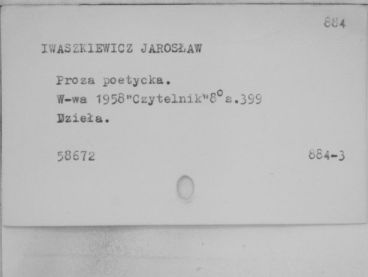 884
IWASZKIEWICZ JAROSŁAW
Proza poetycka.
W-wa 1958"Czytelnik"8° s.399
Dzieła.
58672 884-3